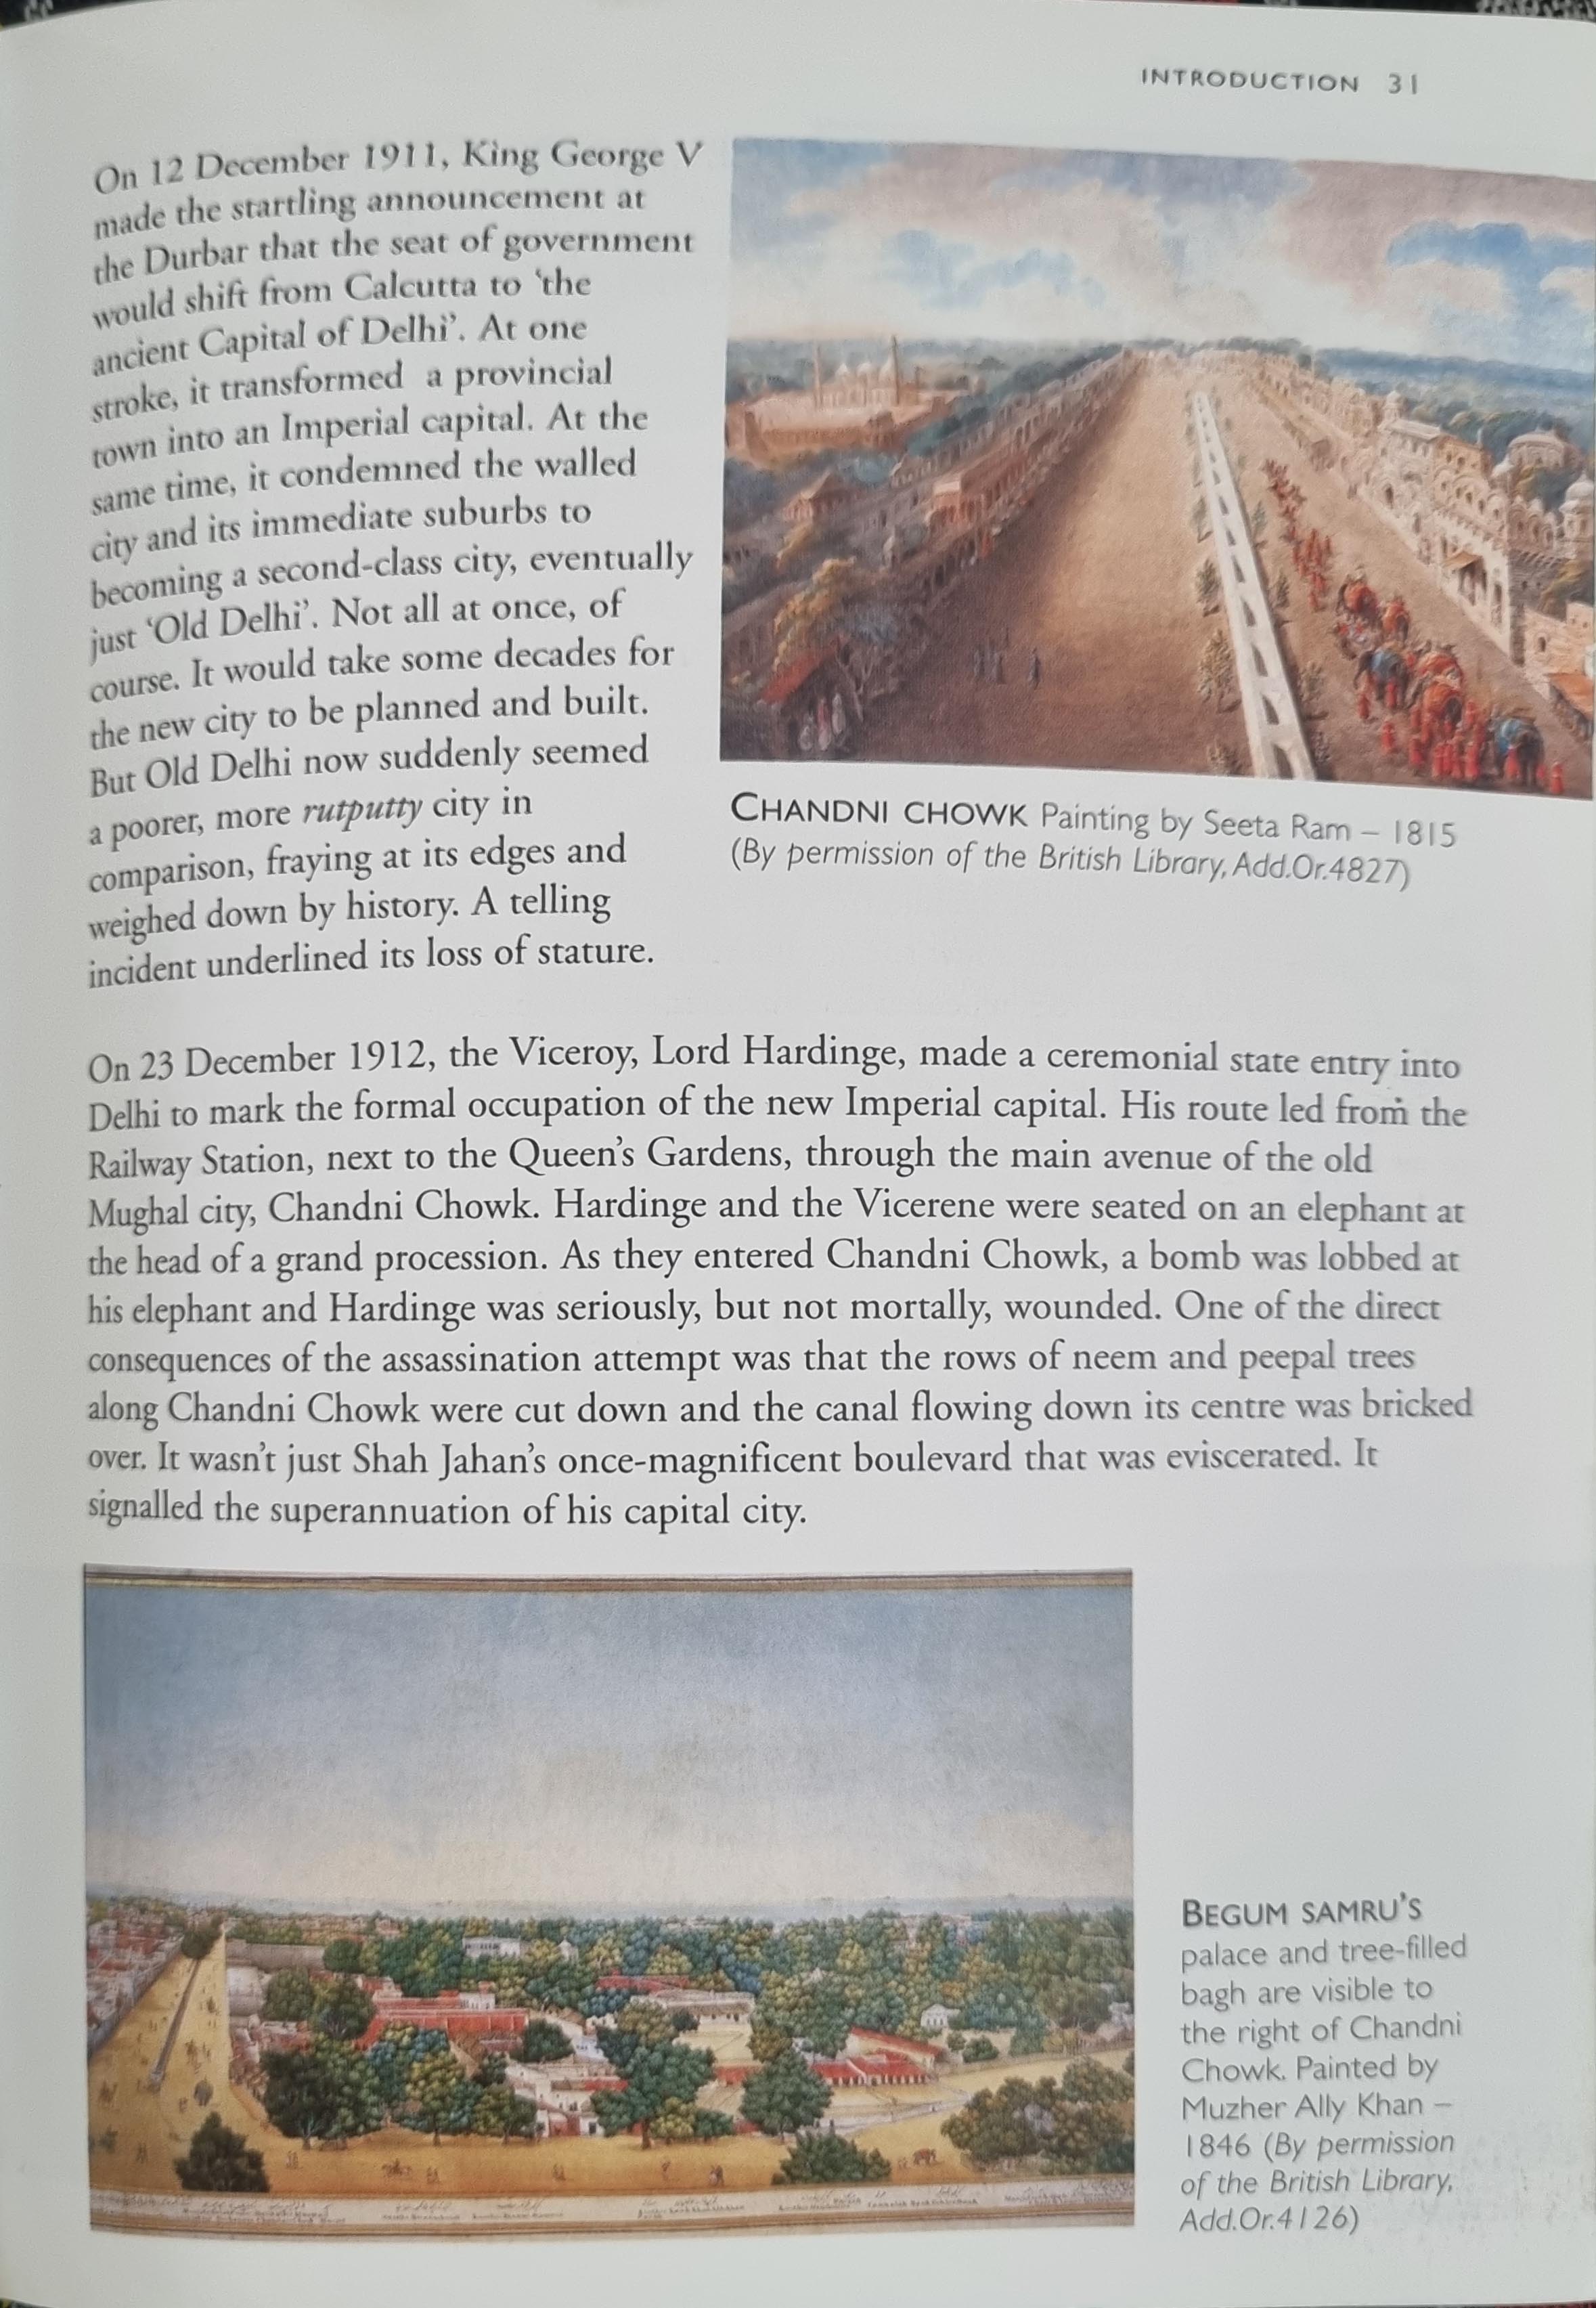 INTRODUCTION 31
On 12 December 1911, King George V
made the startling announcement at
the Durbar that the seat of government
would shift from Calcutta to ‘the
ancient Capital of Delhi’. At one
stroke, it transformed a provincial
town into an Imperial capital. At the
same time, it condemned the walled
city and its immediate suburbs to
becoming a second-class city, eventually
just ‘Old Delhi’. Not all at once, of
course. It would take some decades for
the new city to be planned and built.
But Old Delhi now suddenly seemed
a poorer, more rutputty city in
comparison, fraying at its edges and
weighed down by history. A telling
incident underlined its loss of stature.
CHANDNI CHOWK Painting by Seeta Ram – 1815
(By permission of the British Library, Add.Or.4827)
On 23 December 1912, the Viceroy, Lord Hardinge, made a ceremonial state entry into
Delhi to mark the formal occupation of the new Imperial capital. His route led from the
Railway Station, next to the Queen’s Gardens, through the main avenue of the old
Mughal city, Chandni Chowk. Hardinge and the Vicerene were seated on an elephant at
the head of a grand procession. As they entered Chandni Chowk, a bomb was lobbed at
his elephant and Hardinge was seriously, but not mortally, wounded. One of the direct
consequences of the assassination attempt was that the rows of neem and peepal trees
along Chandni Chowk were cut down and the canal flowing down its centre was bricked
over. It wasn’t just Shah Jahan’s once-magnificent boulevard that was eviscerated. It
signalled the superannuation of his capital city.
BEGUM SAMRU’S
palace and tree-filled
bagh are visible to
the right of Chandni
Chowk. Painted by
Muzher Ally Khan –
1846 (By permission
of the British Library,
Add.Or.4126)